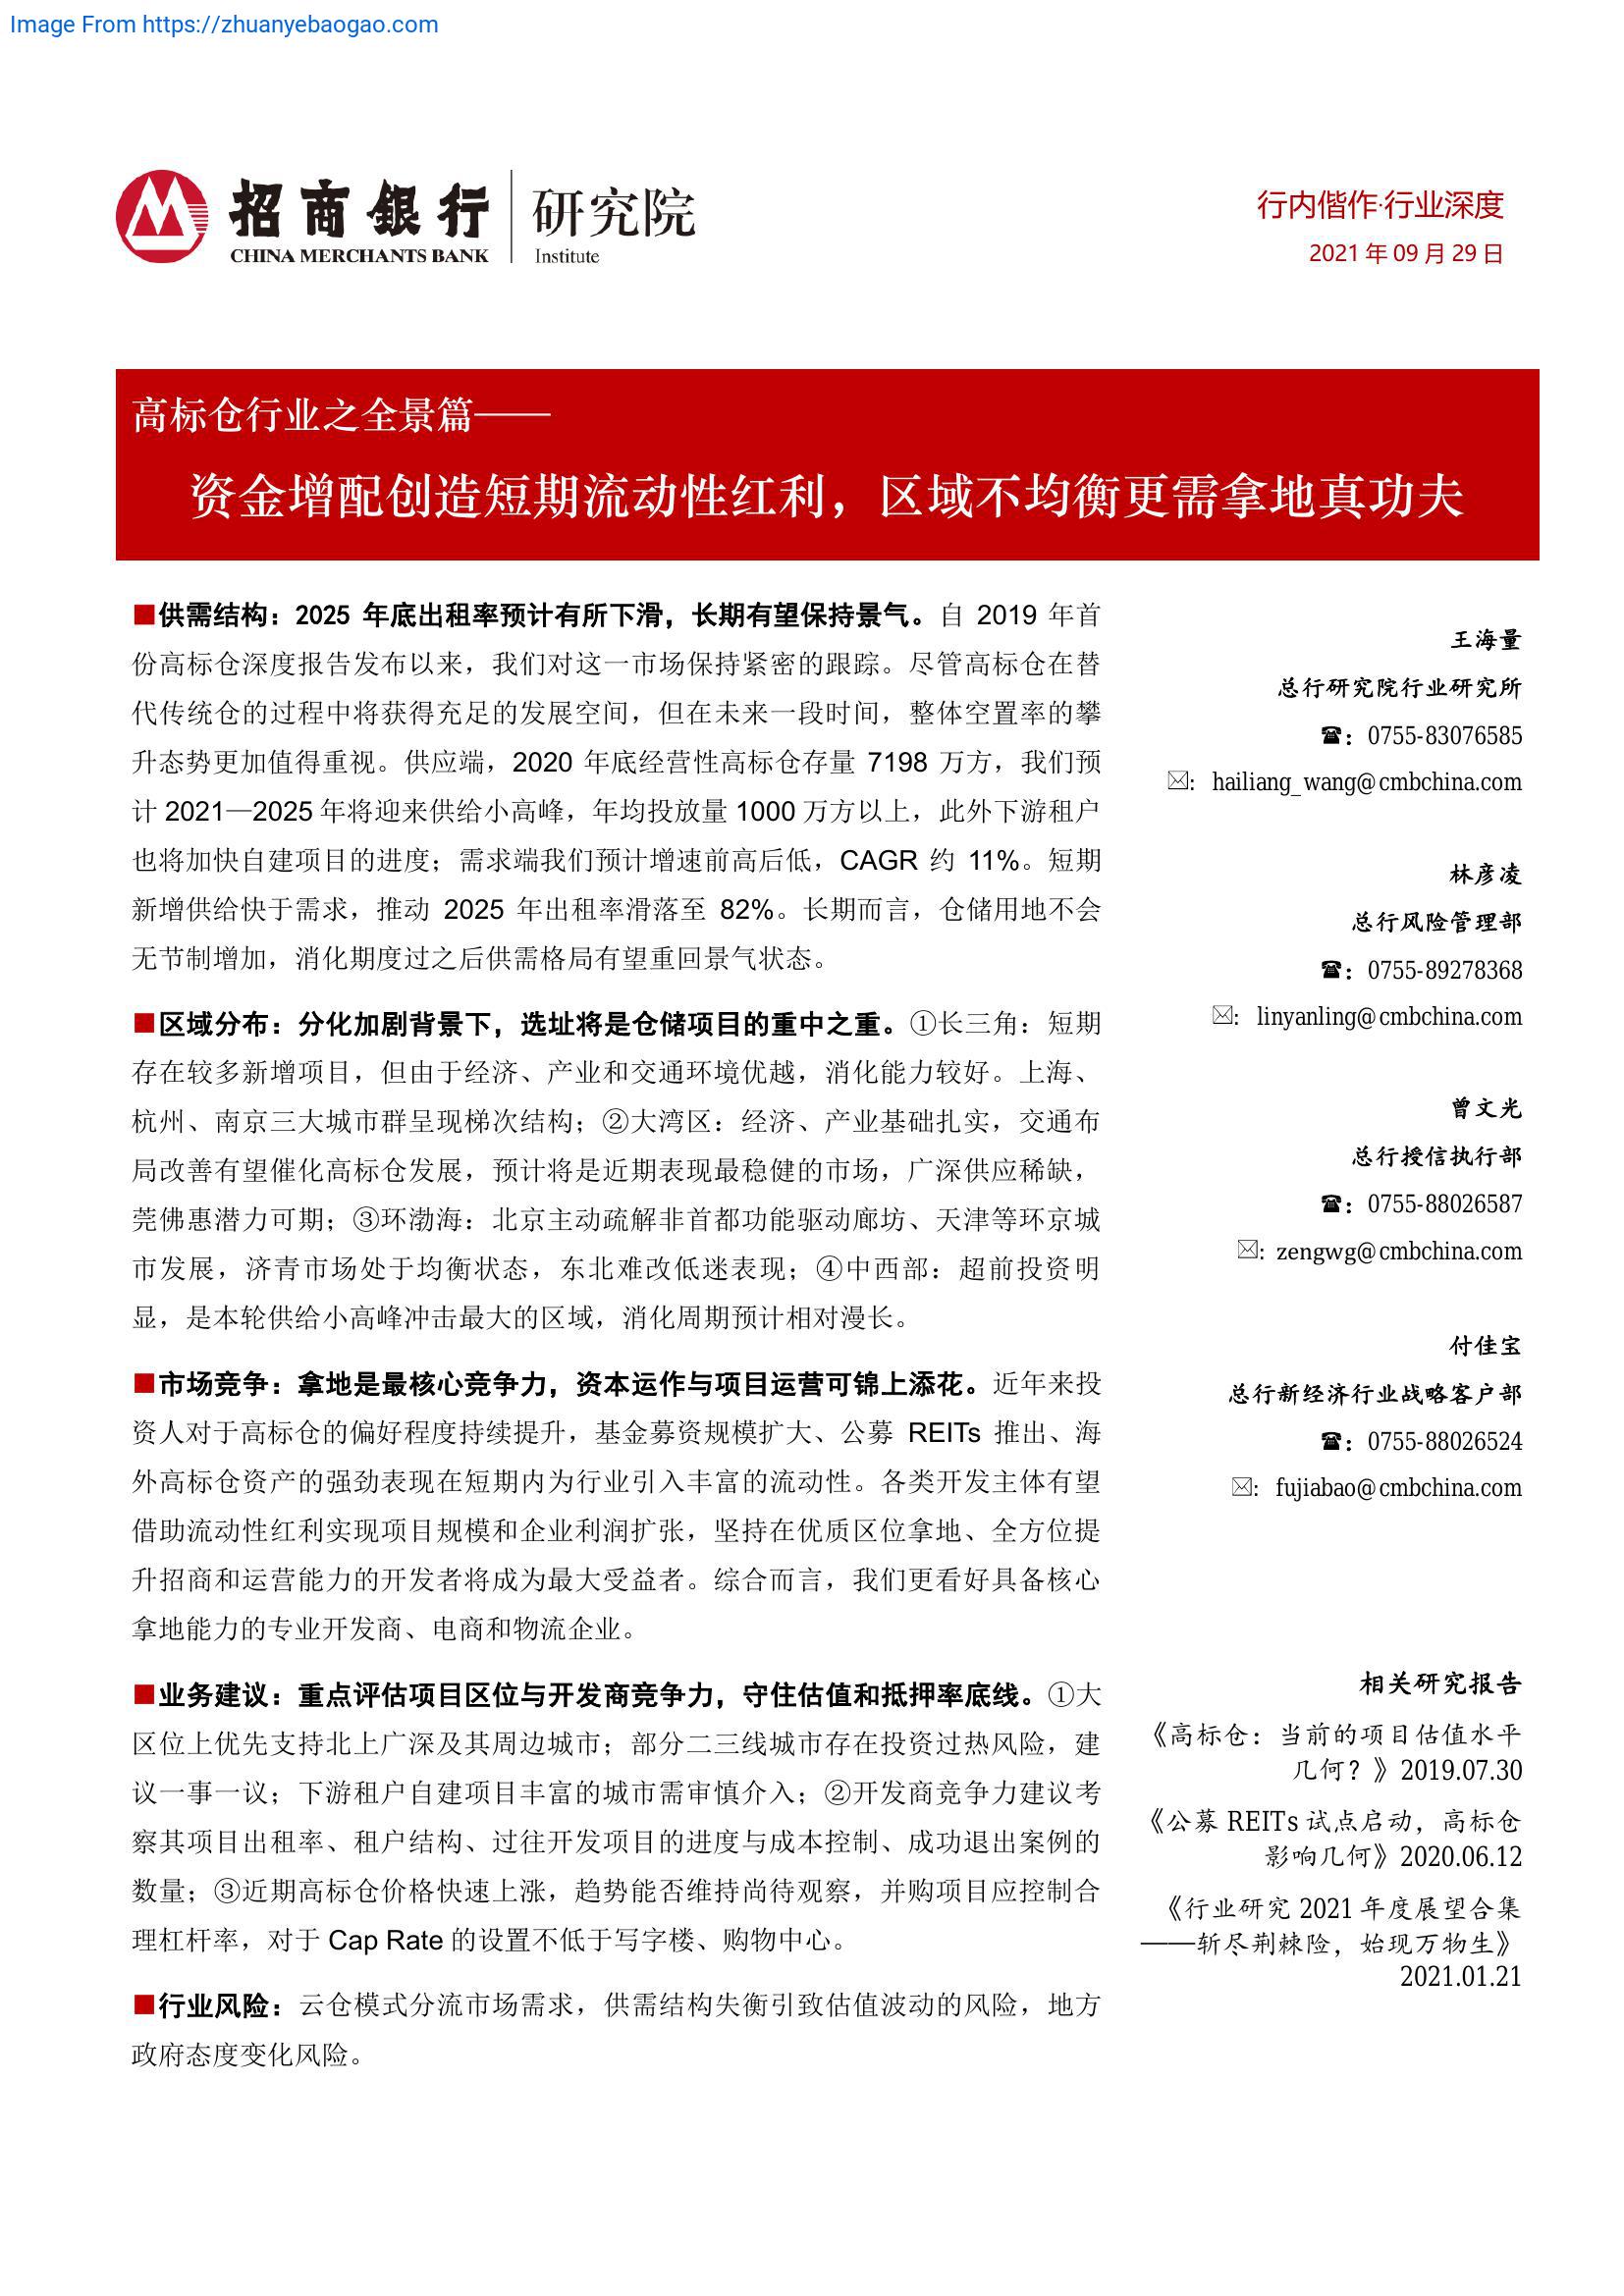 Image From https://zhuanyebaogao.com
招商銀行
CHINA MERCHANTS BANK
研究院
Institute
行内偕作·行业深度
2021 年 09 月 29 日
高标仓行业之全景篇——
资金增配创造短期流动性红利，区域不均衡更需拿地真功夫
■供需结构：2025 年底出租率预计有所下滑，长期有望保持景气。自 2019 年首
份高标仓深度报告发布以来，我们对这一市场保持紧密的跟踪。尽管高标仓在替
代传统仓的过程中将获得充足的发展空间，但在未来一段时间，整体空置率的攀
升态势更加值得重视。供应端，2020 年底经营性高标仓存量 7198 万方，我们预
计 2021—2025 年将迎来供给小高峰，年均投放量 1000 万方以上，此外下游租户
也将加快自建项目的进度；需求端我们预计增速前高后低，CAGR 约 11%。短期
新增供给快于需求，推动 2025 年出租率滑落至 82%。长期而言，仓储用地不会
无节制增加，消化期度过之后供需格局有望重回景气状态。
■区域分布：分化加剧背景下，选址将是仓储项目的重中之重。①长三角：短期
存在较多新增项目，但由于经济、产业和交通环境优越，消化能力较好。上海、
杭州、南京三大城市群呈现梯次结构；②大湾区：经济、产业基础扎实，交通布
局改善有望催化高标仓发展，预计将是近期表现最稳健的市场，广深供应稀缺，
莞佛惠潜力可期；③环渤海：北京主动疏解非首都功能驱动廊坊、天津等环京城
市发展，济青市场处于均衡状态，东北难改低迷表现；④中西部：超前投资明
显，是本轮供给小高峰冲击最大的区域，消化周期预计相对漫长。
■市场竞争：拿地是最核心竞争力，资本运作与项目运营可锦上添花。近年来投
资人对于高标仓的偏好程度持续提升，基金募资规模扩大、公募 REITs 推出、海
外高标仓资产的强劲表现在短期内为行业引入丰富的流动性。各类开发主体有望
借助流动性红利实现项目规模和企业利润扩张，坚持在优质区位拿地、全方位提
升招商和运营能力的开发者将成为最大受益者。综合而言，我们更看好具备核心
拿地能力的专业开发商、电商和物流企业。
■业务建议：重点评估项目区位与开发商竞争力，守住估值和抵押率底线。①大
区位上优先支持北上广深及其周边城市；部分二三线城市存在投资过热风险，建
议一事一议；下游租户自建项目丰富的城市需审慎介入；②开发商竞争力建议考
察其项目出租率、租户结构、过往开发项目的进度与成本控制、成功退出案例的
数量；③近期高标仓价格快速上涨，趋势能否维持尚待观察，并购项目应控制合
理杠杆率，对于 Cap Rate 的设置不低于写字楼、购物中心。
■行业风险：云仓模式分流市场需求，供需结构失衡引致估值波动的风险，地方
政府态度变化风险。
王海量
总行研究院行业研究所
☎：0755-83076585
✉： hailiang_wang@cmbchina.com
林彦凌
总行风险管理部
☎：0755-89278368
✉： linyanling@cmbchina.com
曾文光
总行授信执行部
☎：0755-88026587
✉：zengwg@cmbchina.com
付佳宝
总行新经济行业战略客户部
☎：0755-88026524
✉： fujiabao@cmbchina.com
相关研究报告
《高标仓：当前的项目估值水平
几何？》2019.07.30
《公募 REITs 试点启动，高标仓
影响几何》2020.06.12
《行业研究 2021 年度展望合集
——斩尽荆棘险，始现万物生》
2021.01.21